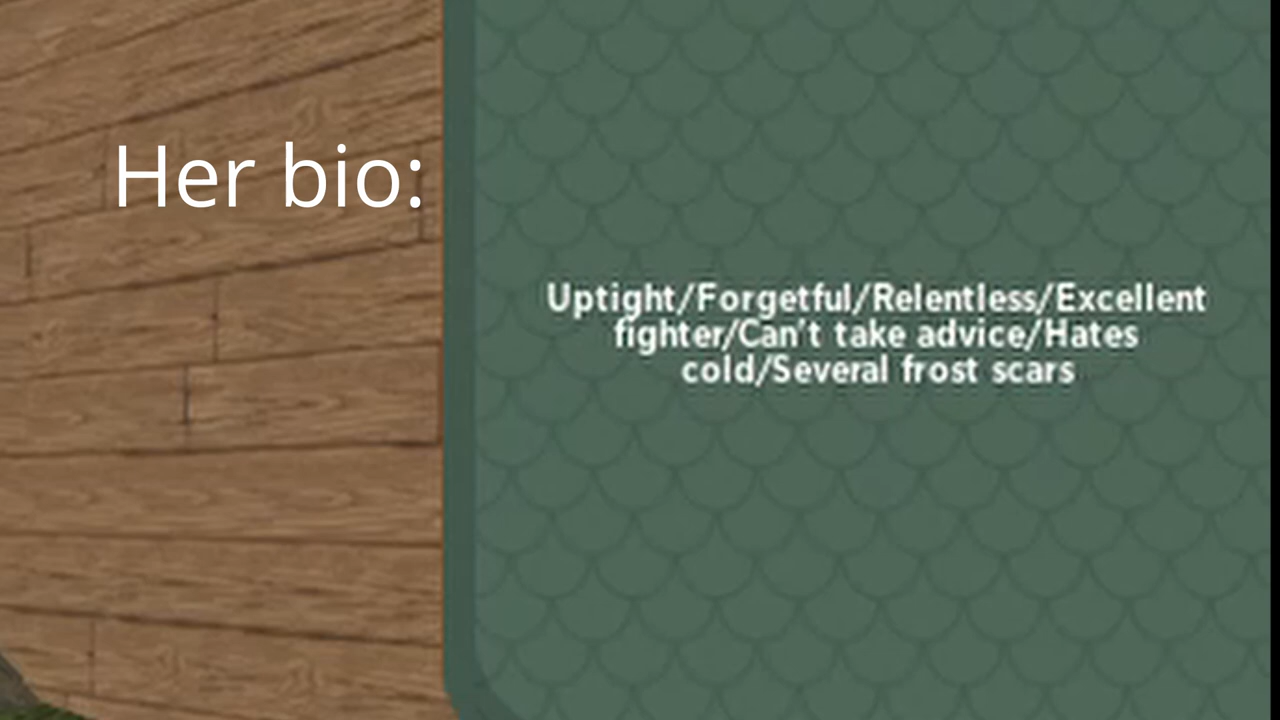 Her bio:
Uptight/Forgetful/Relentless/Excellent
fighter/Can't take advice/Hates
cold/Several frost scars